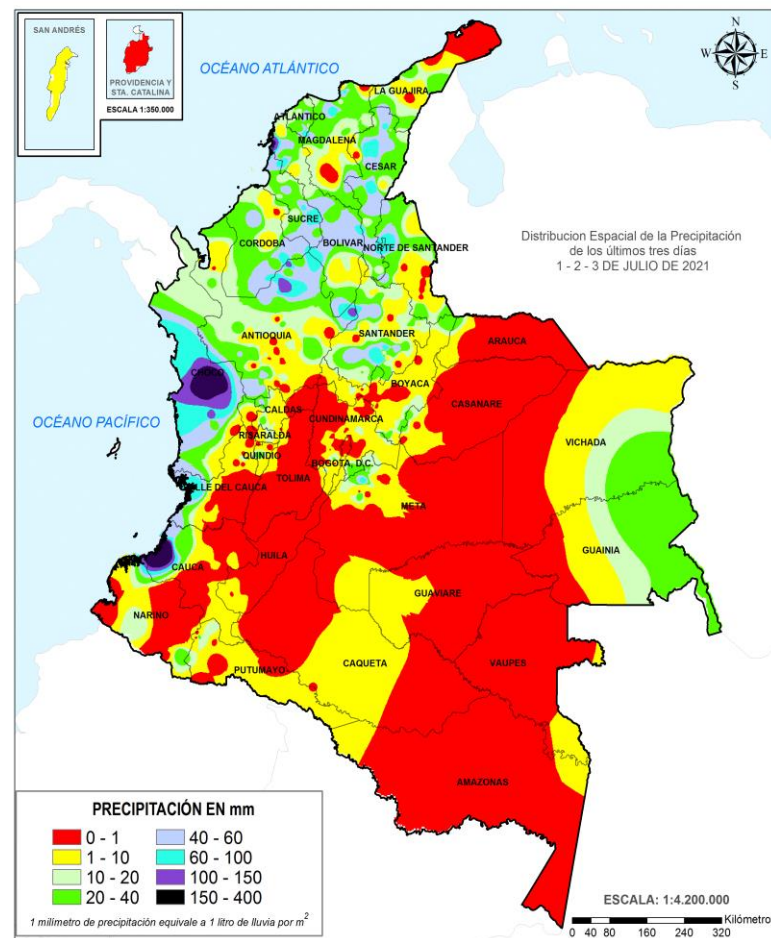 SAN ANDRÉS
PROVIDENCIA Y
STA. CATALINA
ESCALA 1:350.000
N
W
E
S
OCÉANO ATLÁNTICO
LA GUAJIRA
ATLANTICO
MAGDALENA
CESAR
SUCRE
CORDOBA
BOLIVAR
NORTE DE SANTANDER
Distribucion Espacial de la Precipitación
de los últimos tres días
1 - 2 - 3 DE JULIO DE 2021
ANTIOQUIA
SANTANDER
ARAUCA
CHOCO
BOYACA
CASANARE
OCÉANO PACÍFICO
CALDAS
CUNDINAMARCA
RISARALDA
VICHADA
QUINDIO
BOGOTA, D.C.
TOLIMA
VALLE DEL CAUCA
META
GUAINIA
HUILA
CAUCA
GUAVIARE
NARIÑO
CAQUETA
VAUPES
PUTUMAYO
AMAZONAS
PRECIPITACIÓN EN mm
0 - 1
1 - 10
10 - 20
20 - 40
40 - 60
60 - 100
100 - 150
150 - 400
1 milímetro de precipitación equivale a 1 litro de lluvia por m²
ESCALA: 1:4.200.000
Kilómetro
0 40 80 160 240 320